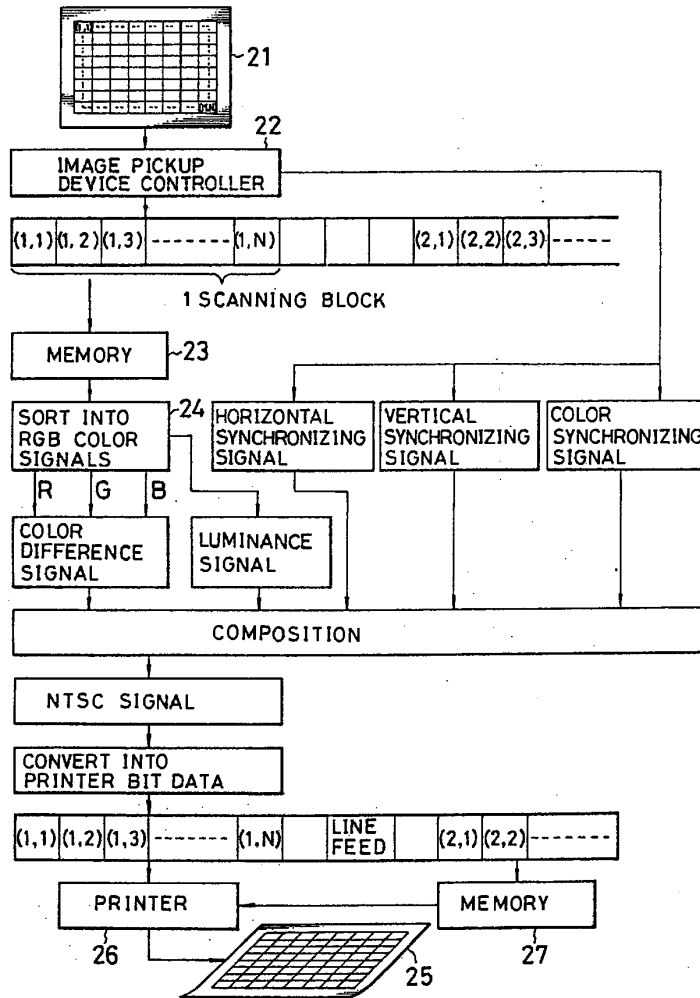 (1,1)
(M,N)
21
22
IMAGE PICKUP
DEVICE CONTROLLER
(1,1) (1,2) (1,3) (1,N) (2,1) (2,2) (2,3)
1 SCANNING BLOCK
MEMORY
23
SORT INTO
RGB COLOR
SIGNALS
24
HORIZONTAL
SYNCHRONIZING
SIGNAL
VERTICAL
SYNCHRONIZING
SIGNAL
COLOR
SYNCHRONIZING
SIGNAL
R G B
COLOR
DIFFERENCE
SIGNAL
LUMINANCE
SIGNAL
COMPOSITION
NTSC SIGNAL
CONVERT INTO
PRINTER BIT DATA
(1,1) (1,2) (1,3) (1,N) LINE
FEED (2,1) (2,2)
PRINTER
MEMORY
26
25
27